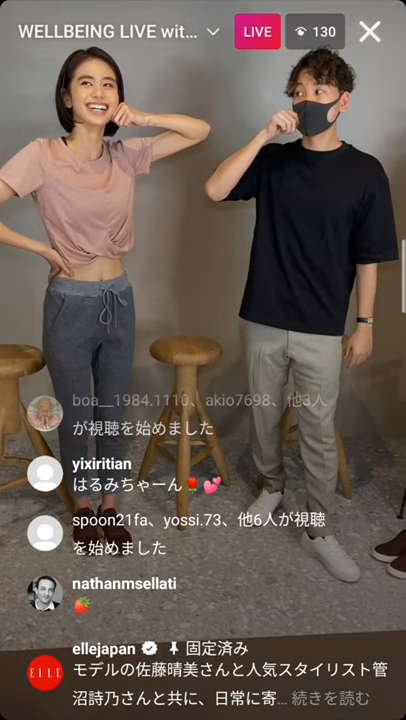 WELLBEING LIVE wit...
LIVE
130
boa__1984.1110、akio7698、他3人
が視聴を始めました
yixiritian
はるみちゃーん🌹💕
spoon21fa、yossi.73、他6人が視聴
を始めました
nathanmsellati
🍓
ellejapan 固定済み
ELLE
モデルの佐藤晴美さんと人気スタイリスト管
沼詩乃さんと共に、日常に寄... 続きを読む